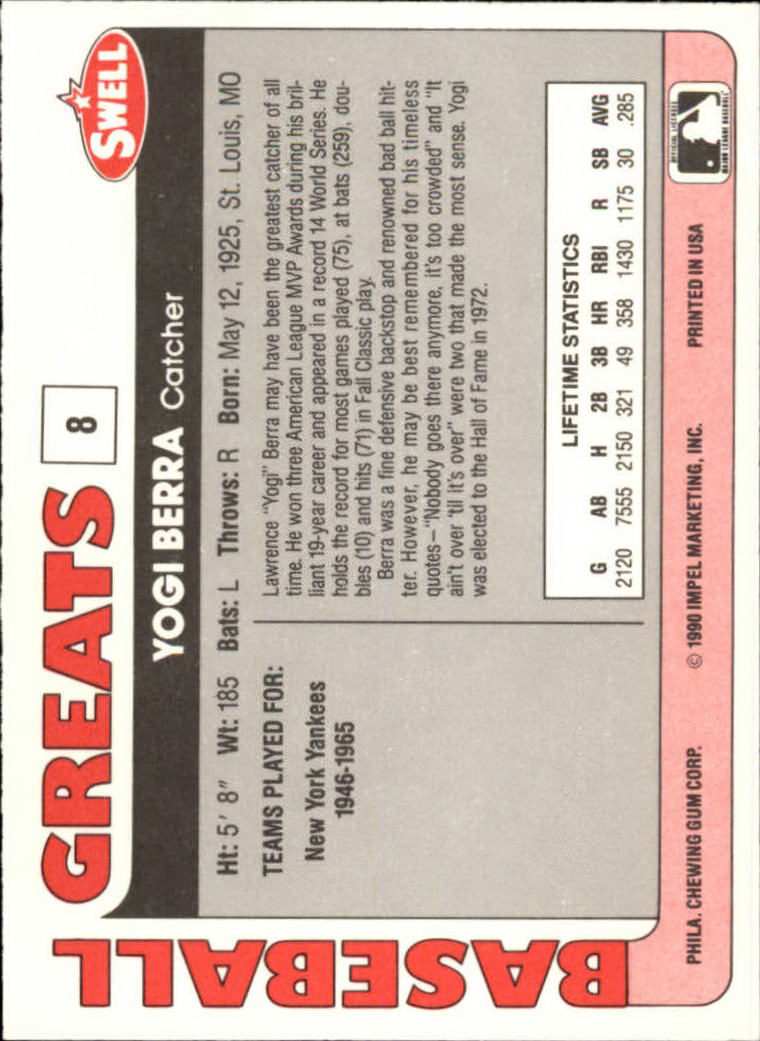 BASEBALL
GREATS
8
SWELL
YOGI BERRA Catcher
Ht: 5' 8" Wt: 185 Bats: L Throws: R Born: May 12, 1925, St. Louis, MO
TEAMS PLAYED FOR:
New York Yankees
1946-1965
Lawrence "Yogi" Berra may have been the greatest catcher of all
time. He won three American League MVP Awards during his bril-
liant 19-year career and appeared in a record 14 World Series. He
holds the record for most games played (75), at bats (259), dou-
bles (10) and hits (71) in Fall Classic play.
Berra was a fine defensive backstop and renowned bad ball hit-
ter. However, he may be best remembered for his timeless
quotes—"Nobody goes there anymore, it's too crowded" and "It
ain't over 'til it's over" were two that made the most sense. Yogi
was elected to the Hall of Fame in 1972.
LIFETIME STATISTICS
G AB H 2B 3B HR RBI R SB AVG
2120 7555 2150 321 49 358 1430 1175 30 .285
PHILA. CHEWING GUM CORP. © 1990 IMPEL MARKETING, INC. PRINTED IN USA
OFFICIAL LICENSEE
MAJOR LEAGUE BASEBALL